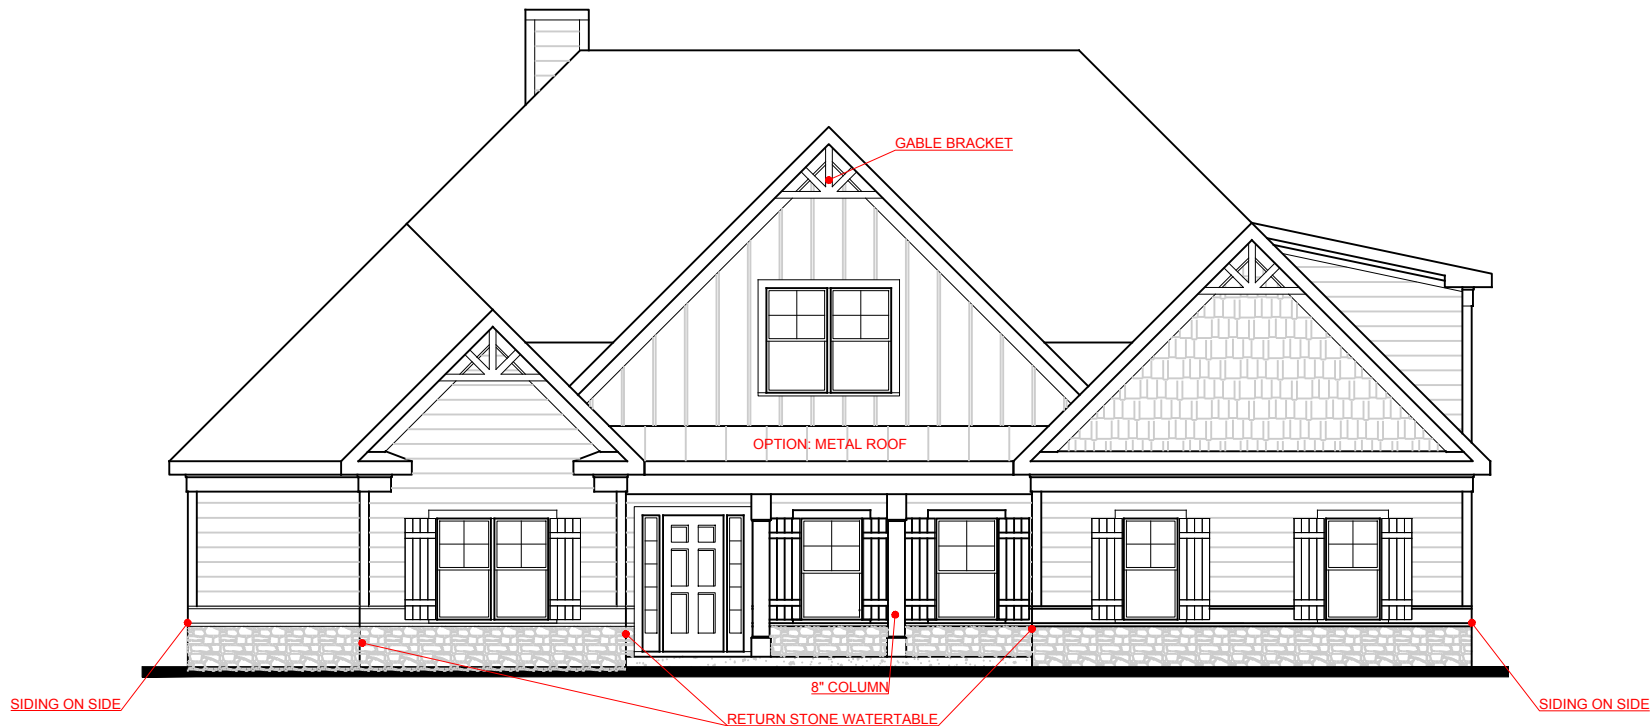 GABLE BRACKET
OPTION: METAL ROOF
8" COLUMN
SIDING ON SIDE
RETURN STONE WATERTABLE
SIDING ON SIDE